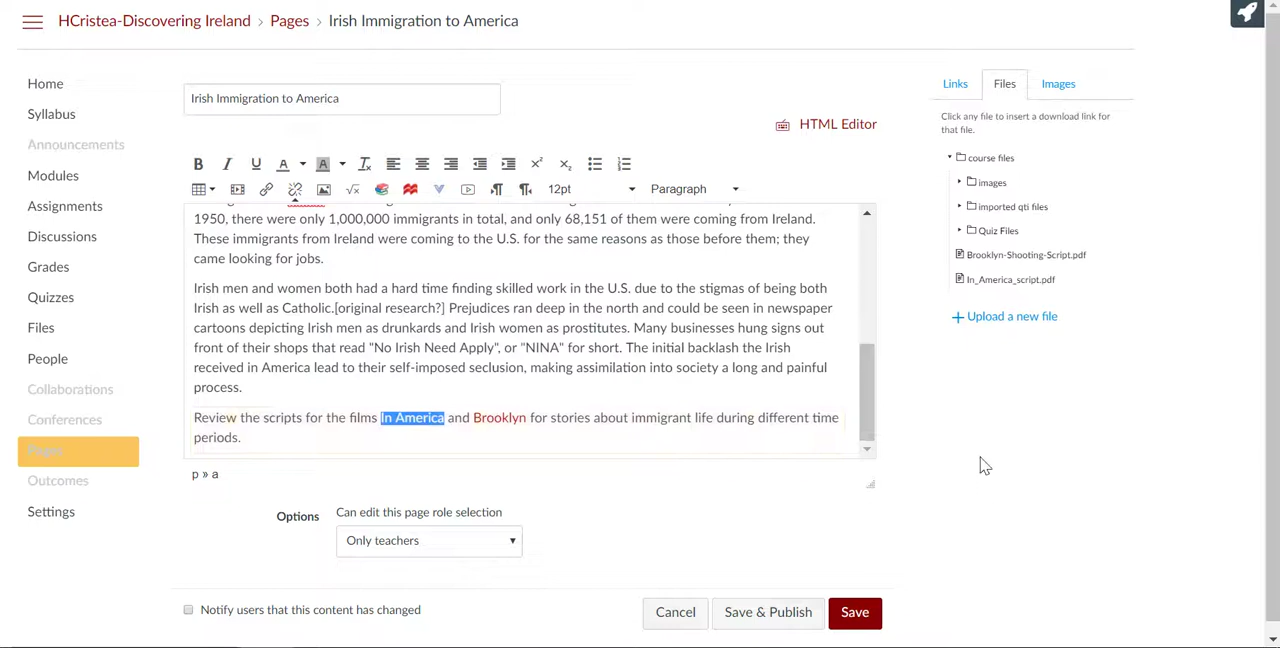 HCristea-Discovering Ireland › Pages › Irish Immigration to America
Home
Syllabus
Announcements
Modules
Assignments
Discussions
Grades
Quizzes
Files
People
Collaborations
Conferences
Pages
Outcomes
Settings
Irish Immigration to America
HTML Editor
B I U A A
12pt Paragraph
1950, there were only 1,000,000 immigrants in total, and only 68,151 of them were coming from Ireland.
These immigrants from Ireland were coming to the U.S. for the same reasons as those before them; they
came looking for jobs.
Irish men and women both had a hard time finding skilled work in the U.S. due to the stigmas of being both
Irish as well as Catholic.[original research?] Prejudices ran deep in the north and could be seen in newspaper
cartoons depicting Irish men as drunkards and Irish women as prostitutes. Many businesses hung signs out
front of their shops that read "No Irish Need Apply", or "NINA" for short. The initial backlash the Irish
received in America lead to their self-imposed seclusion, making assimilation into society a long and painful
process.
Review the scripts for the films In America and Brooklyn for stories about immigrant life during different time
periods.
p » a
Options
Can edit this page role selection
Only teachers
Notify users that this content has changed
Cancel
Save & Publish
Save
Links Files Images
Click any file to insert a download link for
that file.
course files
images
imported qti files
Quiz Files
Brooklyn-Shooting-Script.pdf
In_America_script.pdf
Upload a new file